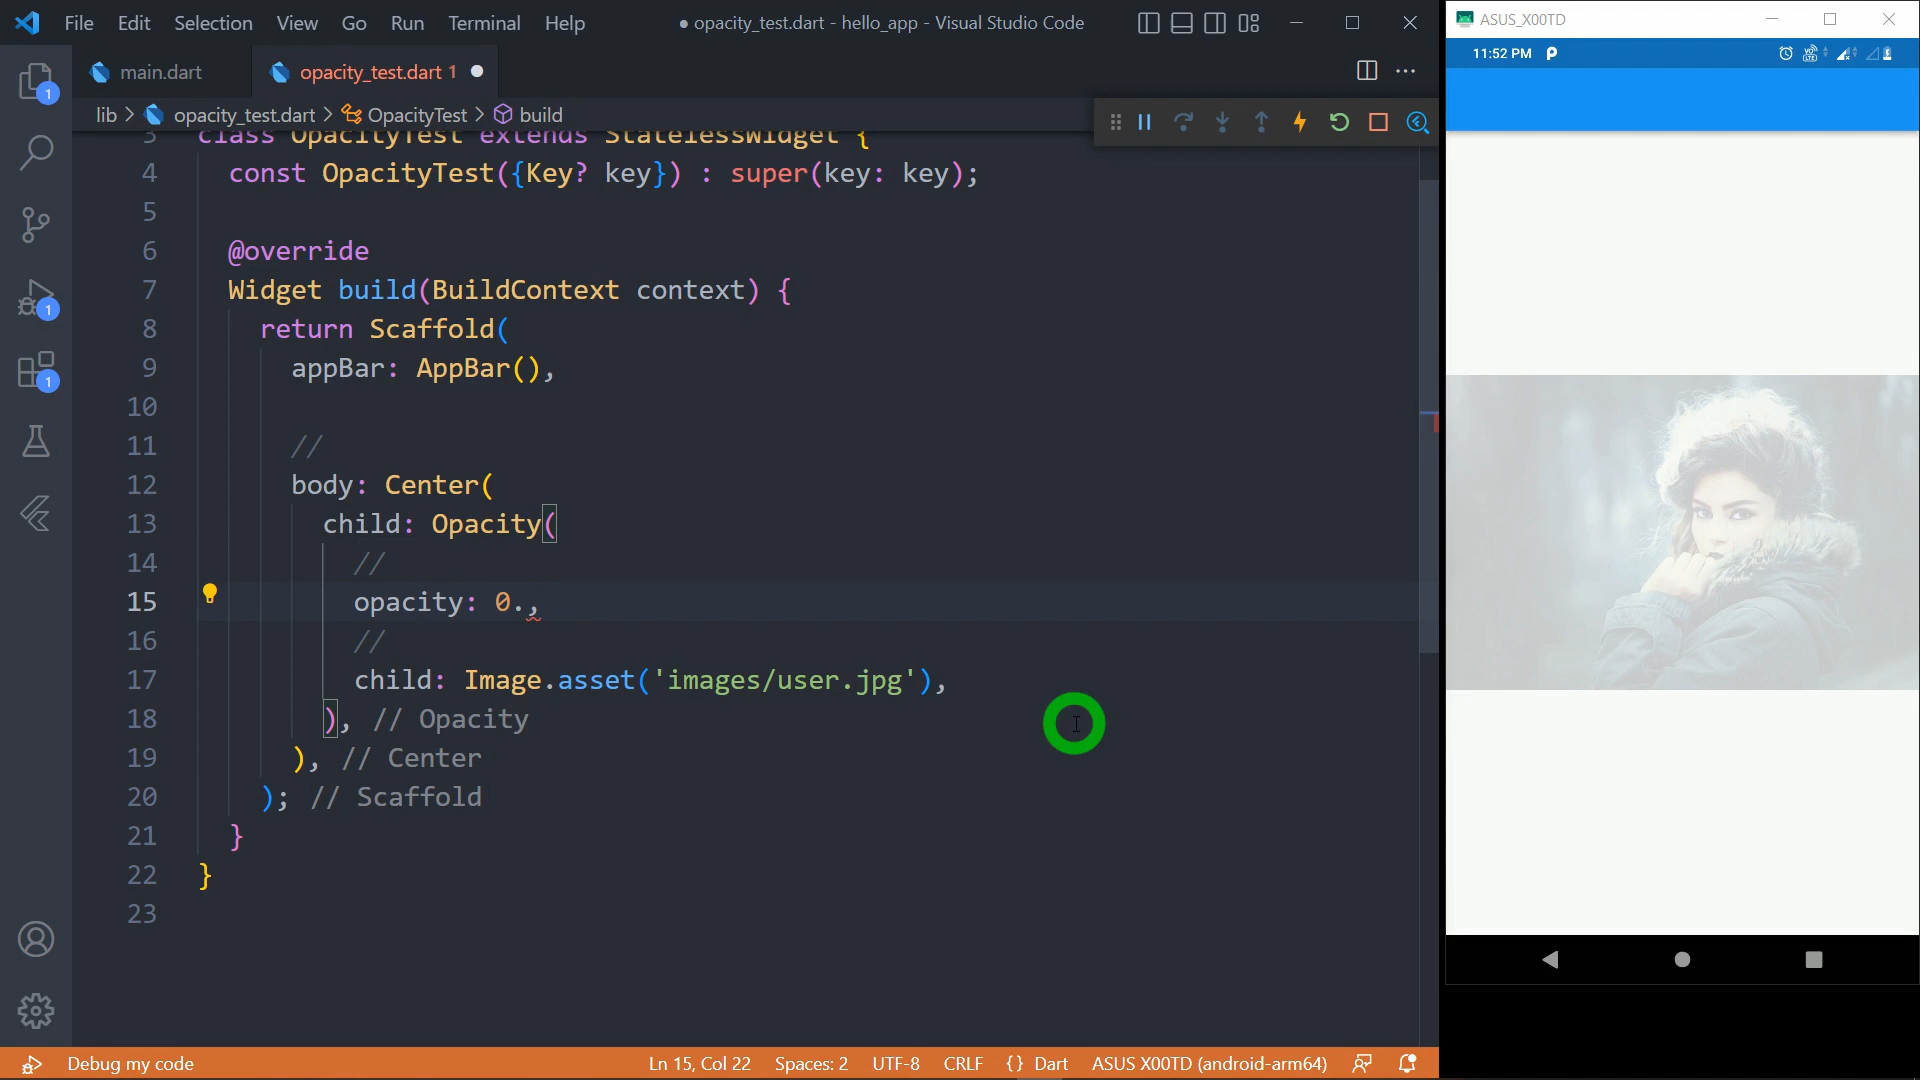 File Edit Selection View Go Run Terminal Help
● opacity_test.dart - hello_app - Visual Studio Code
ASUS_X00TD
main.dart
opacity_test.dart 1
11:52 PM
lib > opacity_test.dart > OpacityTest > build
3 class OpacityTest extends StatelessWidget {
4 const OpacityTest({Key? key}) : super(key: key);
5
6 @override
7 Widget build(BuildContext context) {
8 return Scaffold(
9 appBar: AppBar(),
10
11 //
12 body: Center(
13 child: Opacity(
14 //
15 opacity: 0.,
16 //
17 child: Image.asset('images/user.jpg'),
18 ), // Opacity
19 ), // Center
20 ); // Scaffold
21 }
22 }
23
1
1
1
Debug my code
Ln 15, Col 22 Spaces: 2 UTF-8 CRLF {} Dart ASUS X00TD (android-arm64)